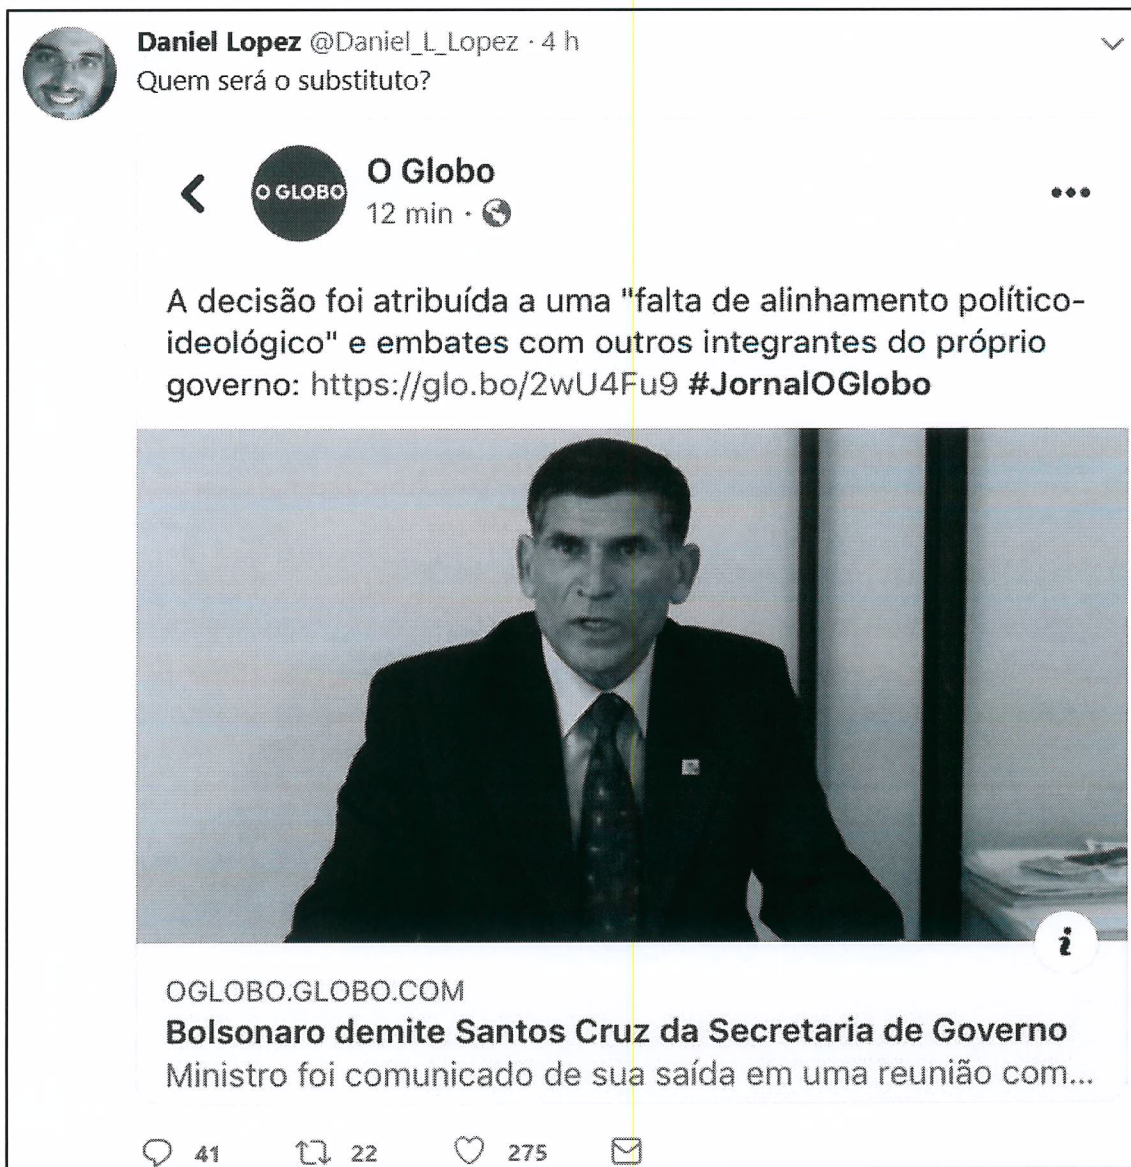 Daniel Lopez @Daniel_L_Lopez · 4 h
Quem será o substituto?
O GLOBO
O Globo
12 min ·
A decisão foi atribuída a uma "falta de alinhamento político-
ideológico" e embates com outros integrantes do próprio
governo: https://glo.bo/2wU4Fu9 #JornalOGlobo
i
OGLOBO.GLOBO.COM
Bolsonaro demite Santos Cruz da Secretaria de Governo
Ministro foi comunicado de sua saída em uma reunião com...
41 22 275